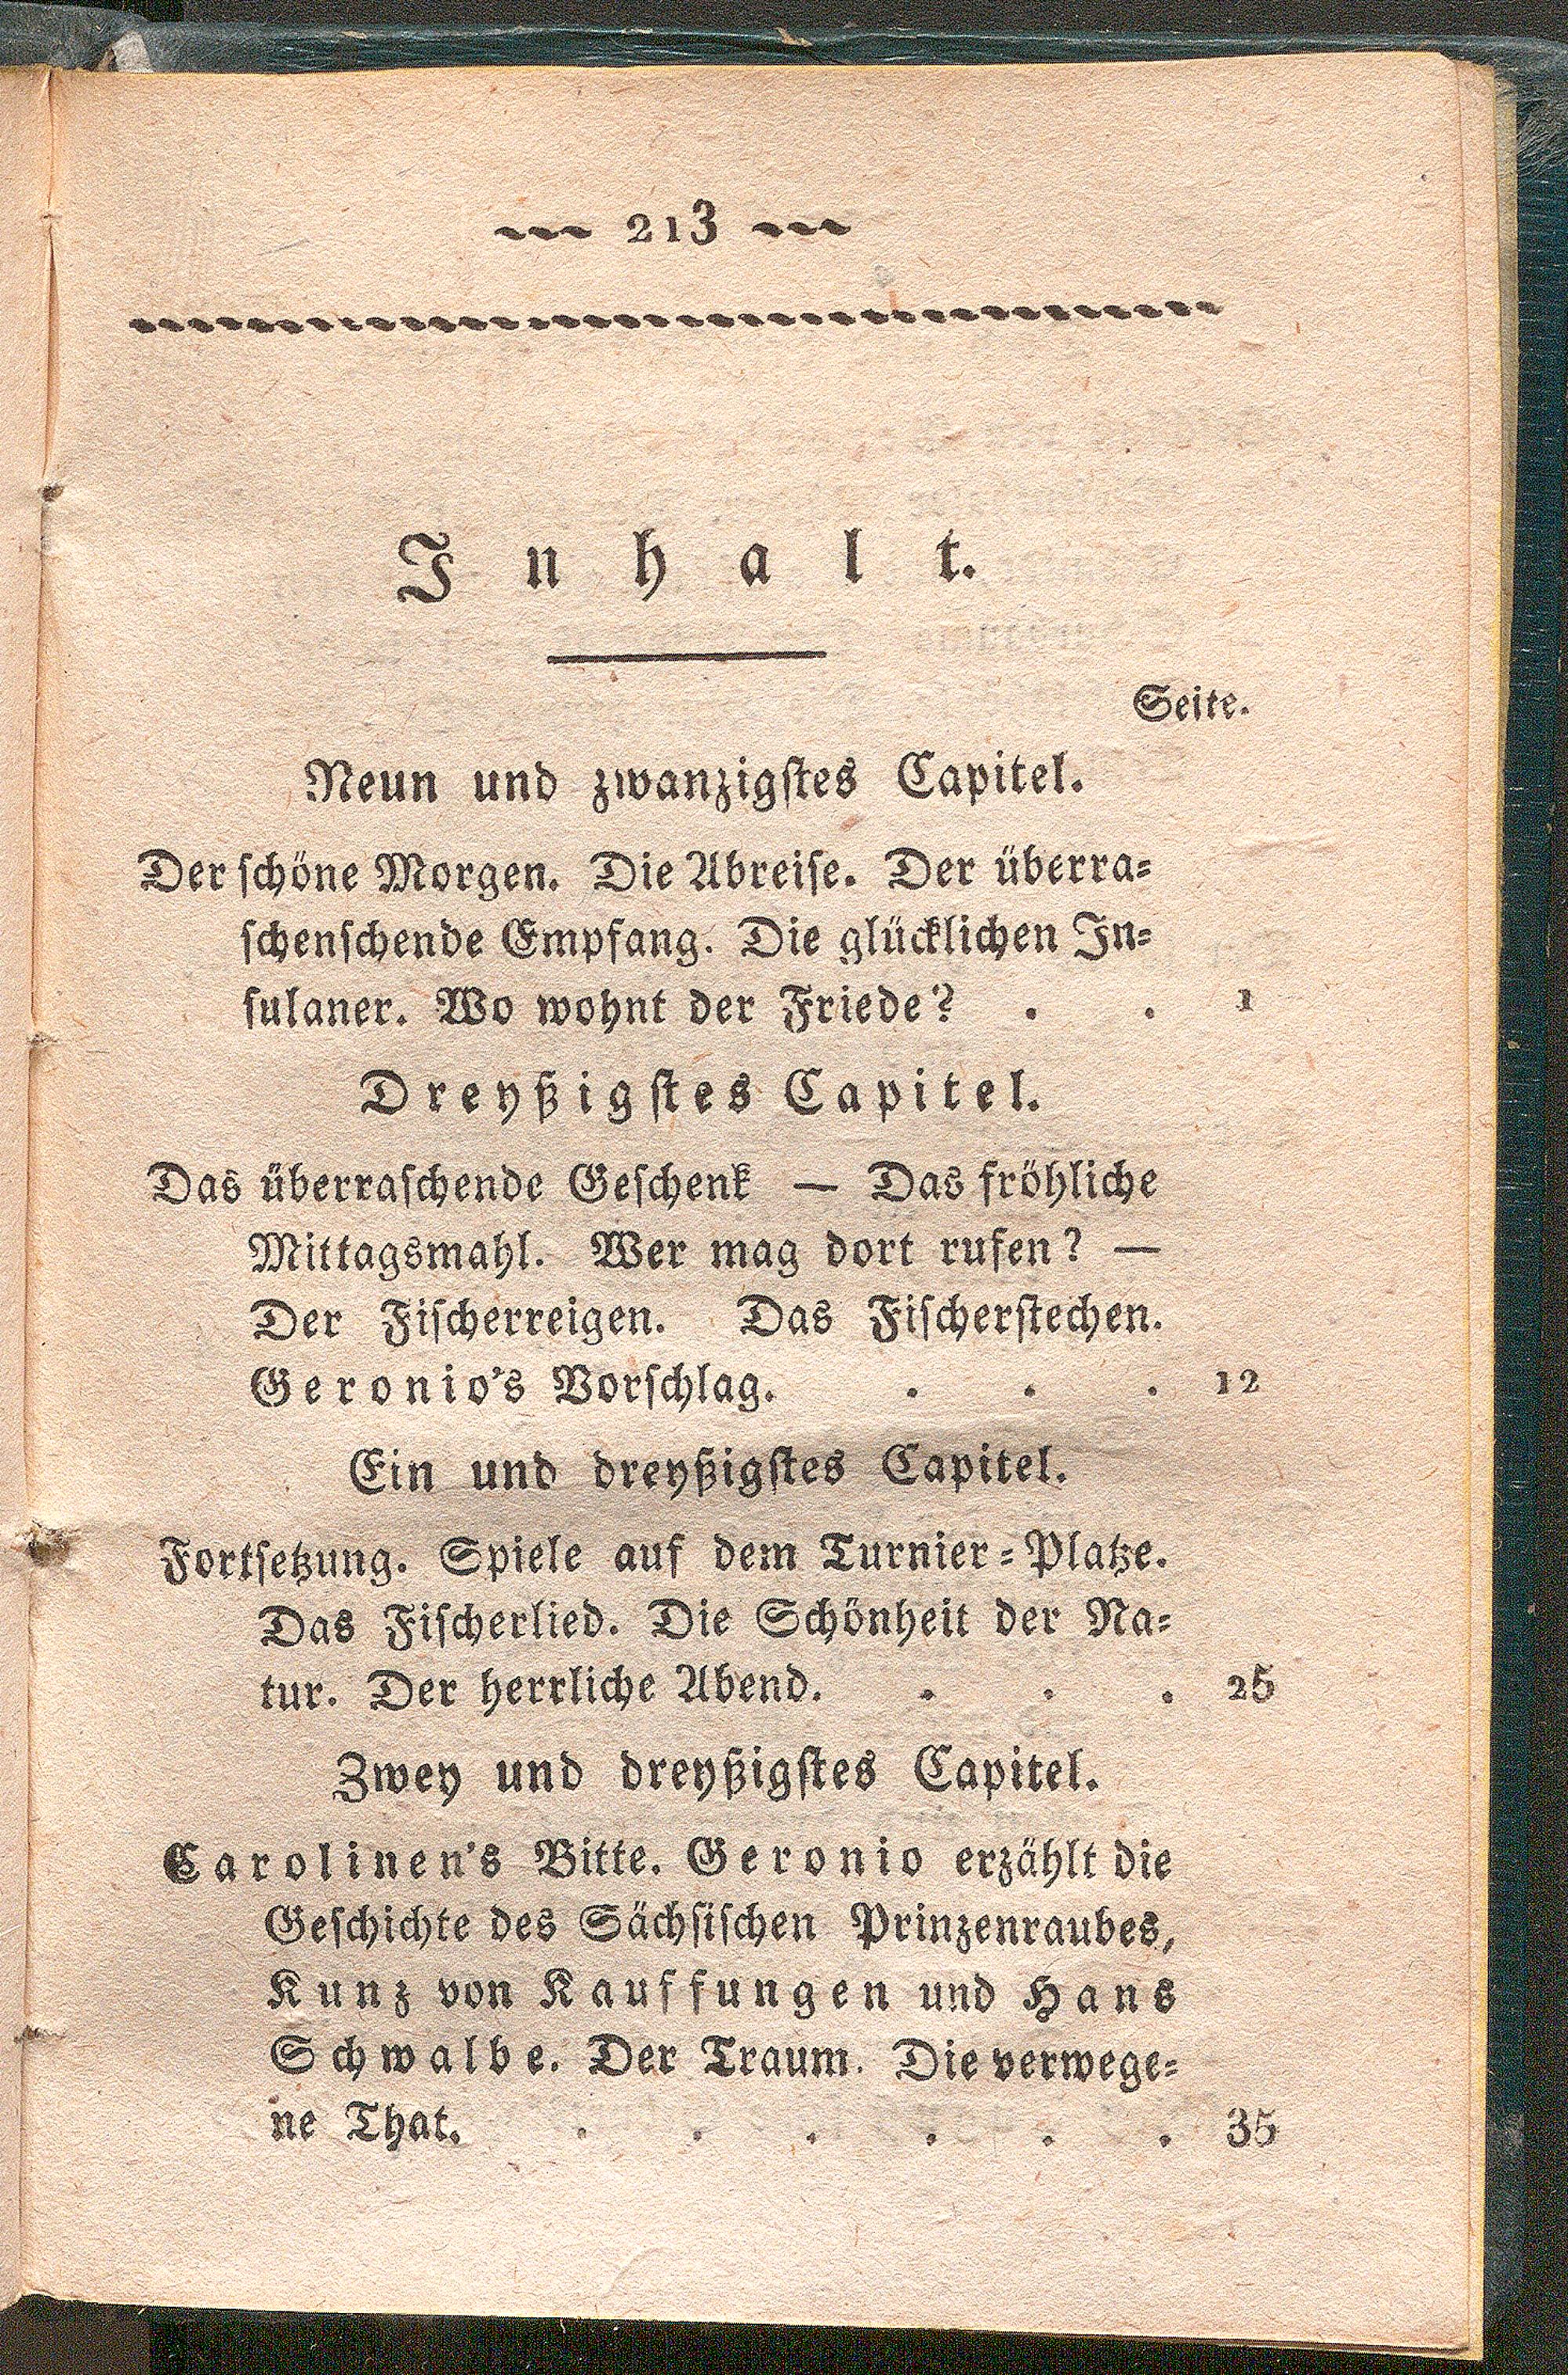 213
Inhalt.
Seite.
Neun und zwanzigstes Capitel.
Der schöne Morgen. Die Abreise. Der überra=
schenschende Empfang. Die glücklichen In=
sulaner. Wo wohnt der Friede? . . 1
Dreyßigstes Capitel.
Das überraschende Geschenk — Das fröhliche
Mittagsmahl. Wer mag dort rufen? —
Der Fischerreigen. Das Fischerstechen.
Geronio's Vorschlag. . . . 12
Ein und dreyßigstes Capitel.
Fortsetzung. Spiele auf dem Turnier=Platze.
Das Fischerlied. Die Schönheit der Na=
tur. Der herrliche Abend. . . . 25
Zwey und dreyßigstes Capitel.
Carolinen's Bitte. Geronio erzählt die
Geschichte des Sächsischen Prinzenraubes,
Kunz von Kauffungen und Hans
Schwalbe. Der Traum. Die verwege=
ne That. . . . . . . 35